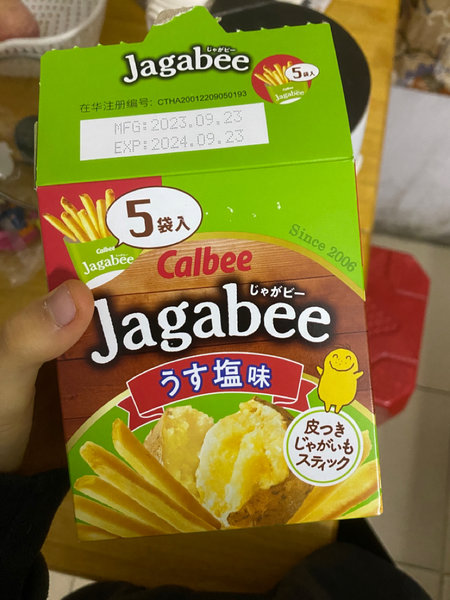 じゃがビー
Jagabee
5袋入
Calbee
Jagabee
在华注册编号: CTHA20012209050193
MFG:2023.09.23
EXP:2024.09.23
5袋入
Calbee
Jagabee
Since 2006
Calbee
じゃがビー
Jagabee
うす塩味
皮つき
じゃがいも
スティック